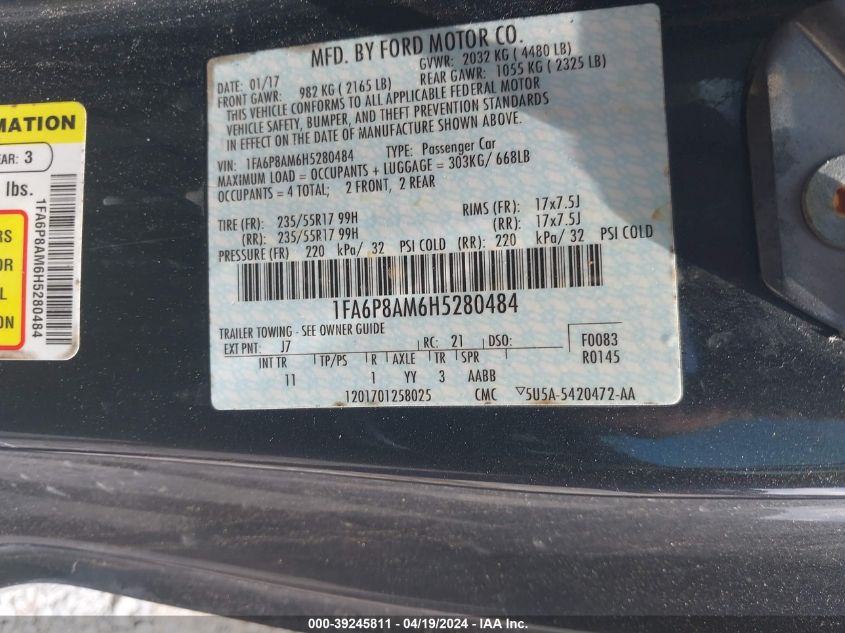 MFD. BY FORD MOTOR CO.
DATE: 01/17
GVWR: 2032 KG ( 4480 LB)
FRONT GAWR: 982 KG ( 2165 LB)
REAR GAWR: 1055 KG ( 2325 LB)
THIS VEHICLE CONFORMS TO ALL APPLICABLE FEDERAL MOTOR
VEHICLE SAFETY, BUMPER, AND THEFT PREVENTION STANDARDS
IN EFFECT ON THE DATE OF MANUFACTURE SHOWN ABOVE.
VIN: 1FA6P8AM6H5280484 TYPE: Passenger Car
MAXIMUM LOAD = OCCUPANTS + LUGGAGE = 303KG/ 668LB
OCCUPANTS = 4 TOTAL; 2 FRONT, 2 REAR
TIRE (FR): 235/55R17 99H RIMS (FR): 17x7.5J
(RR): 235/55R17 99H (RR): 17x7.5J
PRESSURE (FR) 220 kPa/ 32 PSI COLD (RR): 220 kPa/ 32 PSI COLD
1FA6P8AM6H5280484
TRAILER TOWING - SEE OWNER GUIDE
EXT PNT: J7 RC: 21 DSO: F0083
INT TR TP/PS R AXLE TR SPR R0145
11 1 YY 3 AABB
1201701258025 CMC ▽5U5A-5420472-AA
MATION
EAR: 3
lbs.
RS
OR
L
ON
1FA6P8AM6H5280484
000-39245811 - 04/19/2024 - IAA Inc.